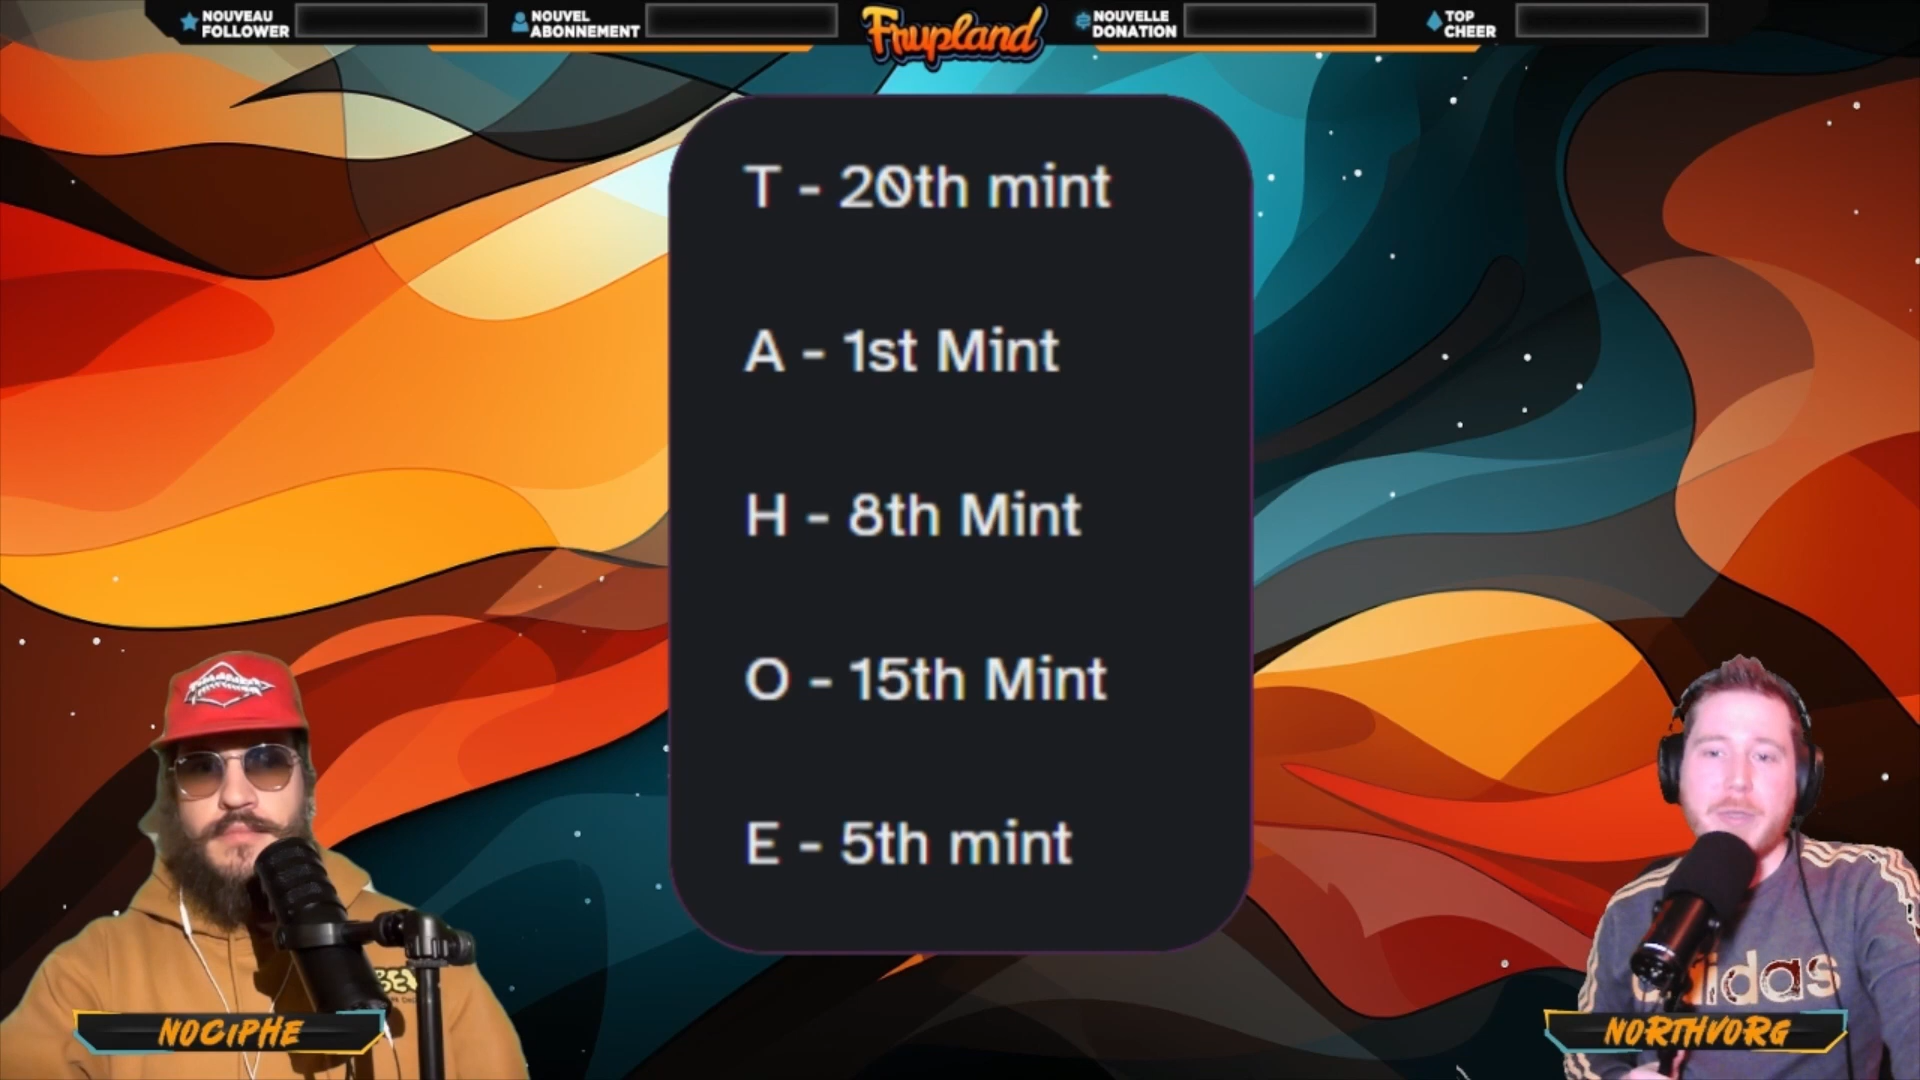 NOUVEAU
FOLLOWER
NOUVEL
ABONNEMENT
Frupland
NOUVELLE
DONATION
TOP
CHEER
T - 20th mint
A - 1st Mint
H - 8th Mint
O - 15th Mint
E - 5th mint
adidas
NOCIPHE
NORTHVORG